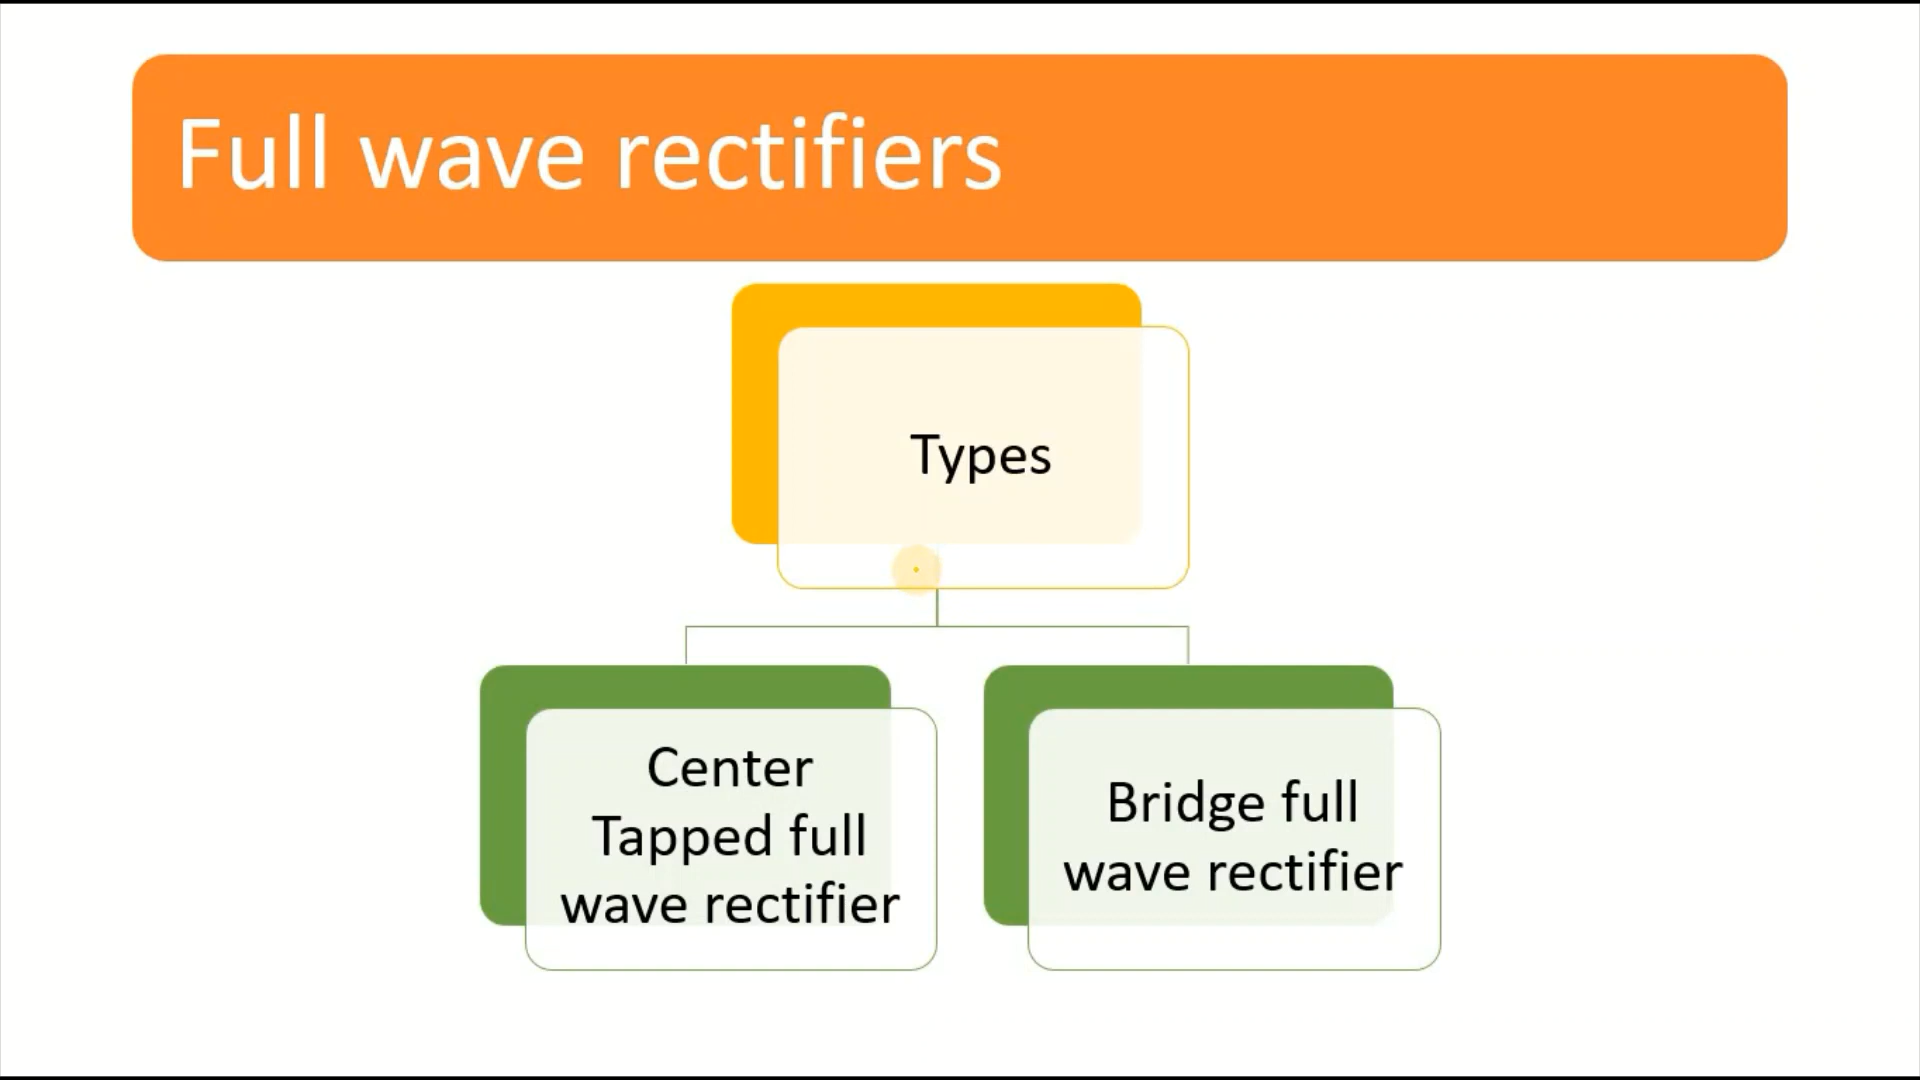 Full wave rectifiers
Types
Center
Tapped full
wave rectifier
Bridge full
wave rectifier